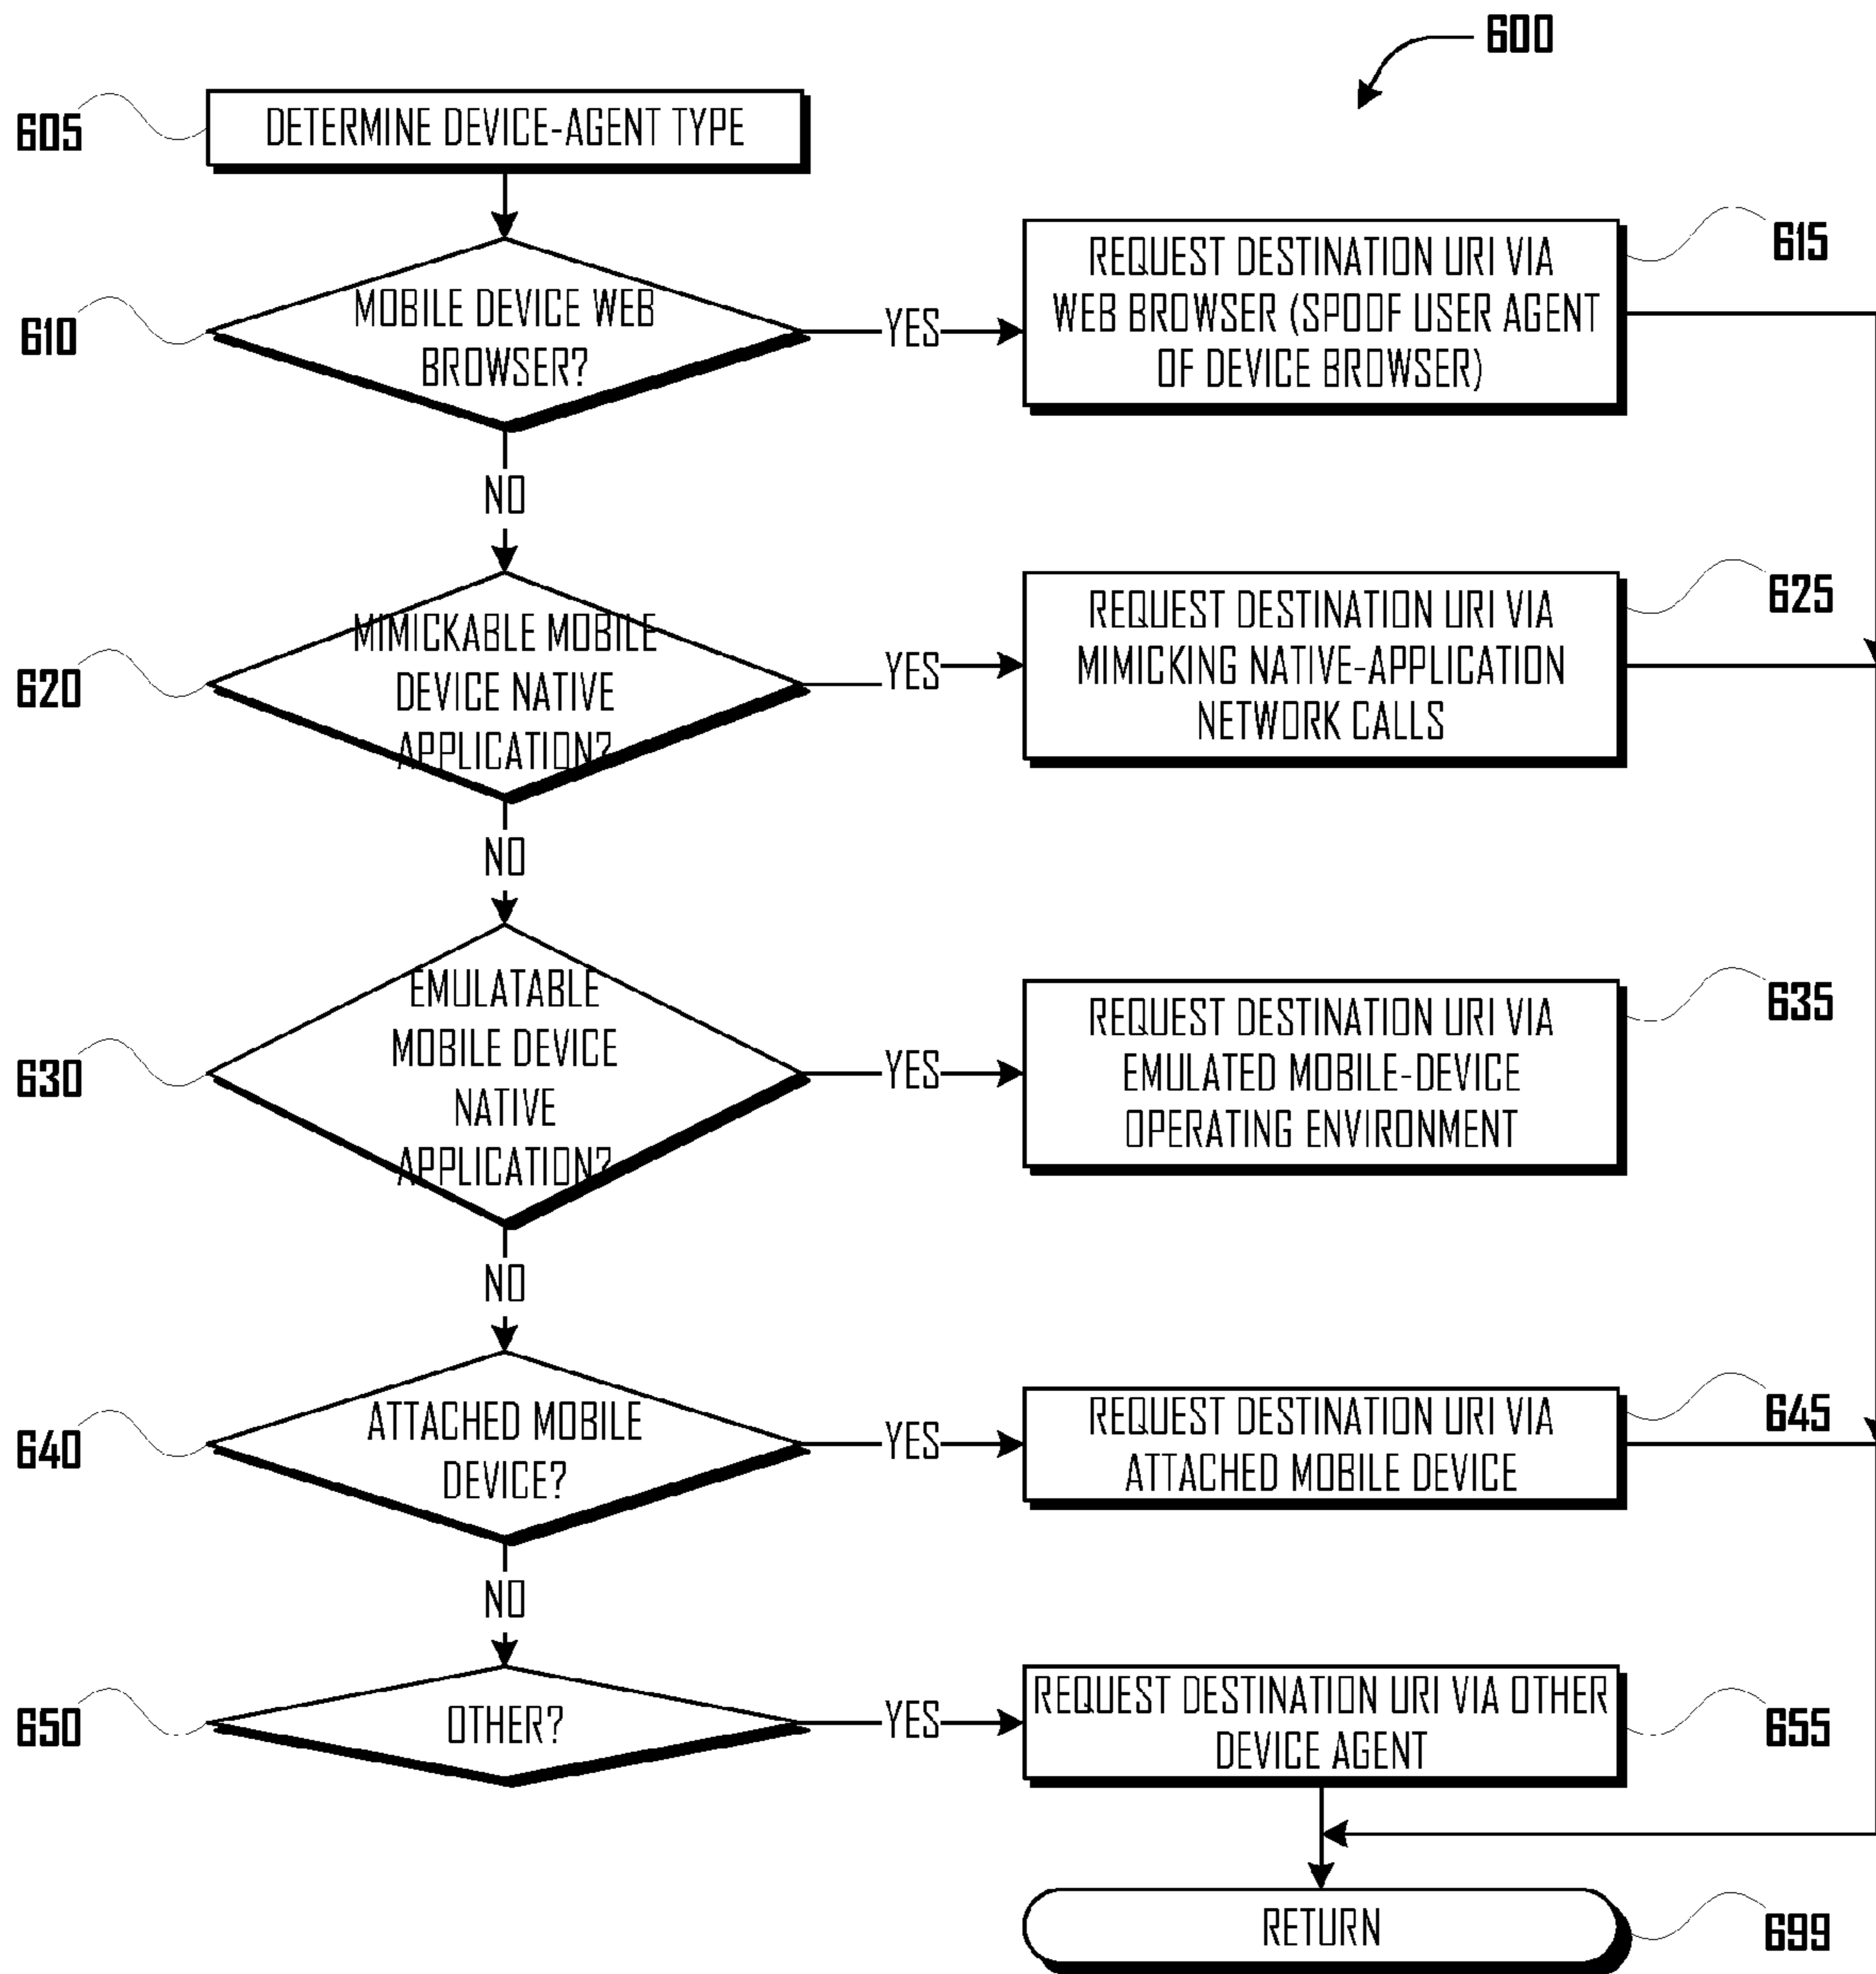 600
605
DETERMINE DEVICE-AGENT TYPE
610
MOBILE DEVICE WEB
BROWSER?
YES
REQUEST DESTINATION URI VIA
WEB BROWSER (SPOOF USER AGENT
OF DEVICE BROWSER)
615
NO
620
MIMICKABLE MOBILE
DEVICE NATIVE
APPLICATION?
YES
REQUEST DESTINATION URI VIA
MIMICKING NATIVE-APPLICATION
NETWORK CALLS
625
NO
630
EMULATABLE
MOBILE DEVICE
NATIVE
APPLICATION?
YES
REQUEST DESTINATION URI VIA
EMULATED MOBILE-DEVICE
OPERATING ENVIRONMENT
635
NO
640
ATTACHED MOBILE
DEVICE?
YES
REQUEST DESTINATION URI VIA
ATTACHED MOBILE DEVICE
645
NO
650
OTHER?
YES
REQUEST DESTINATION URI VIA OTHER
DEVICE AGENT
655
RETURN
699